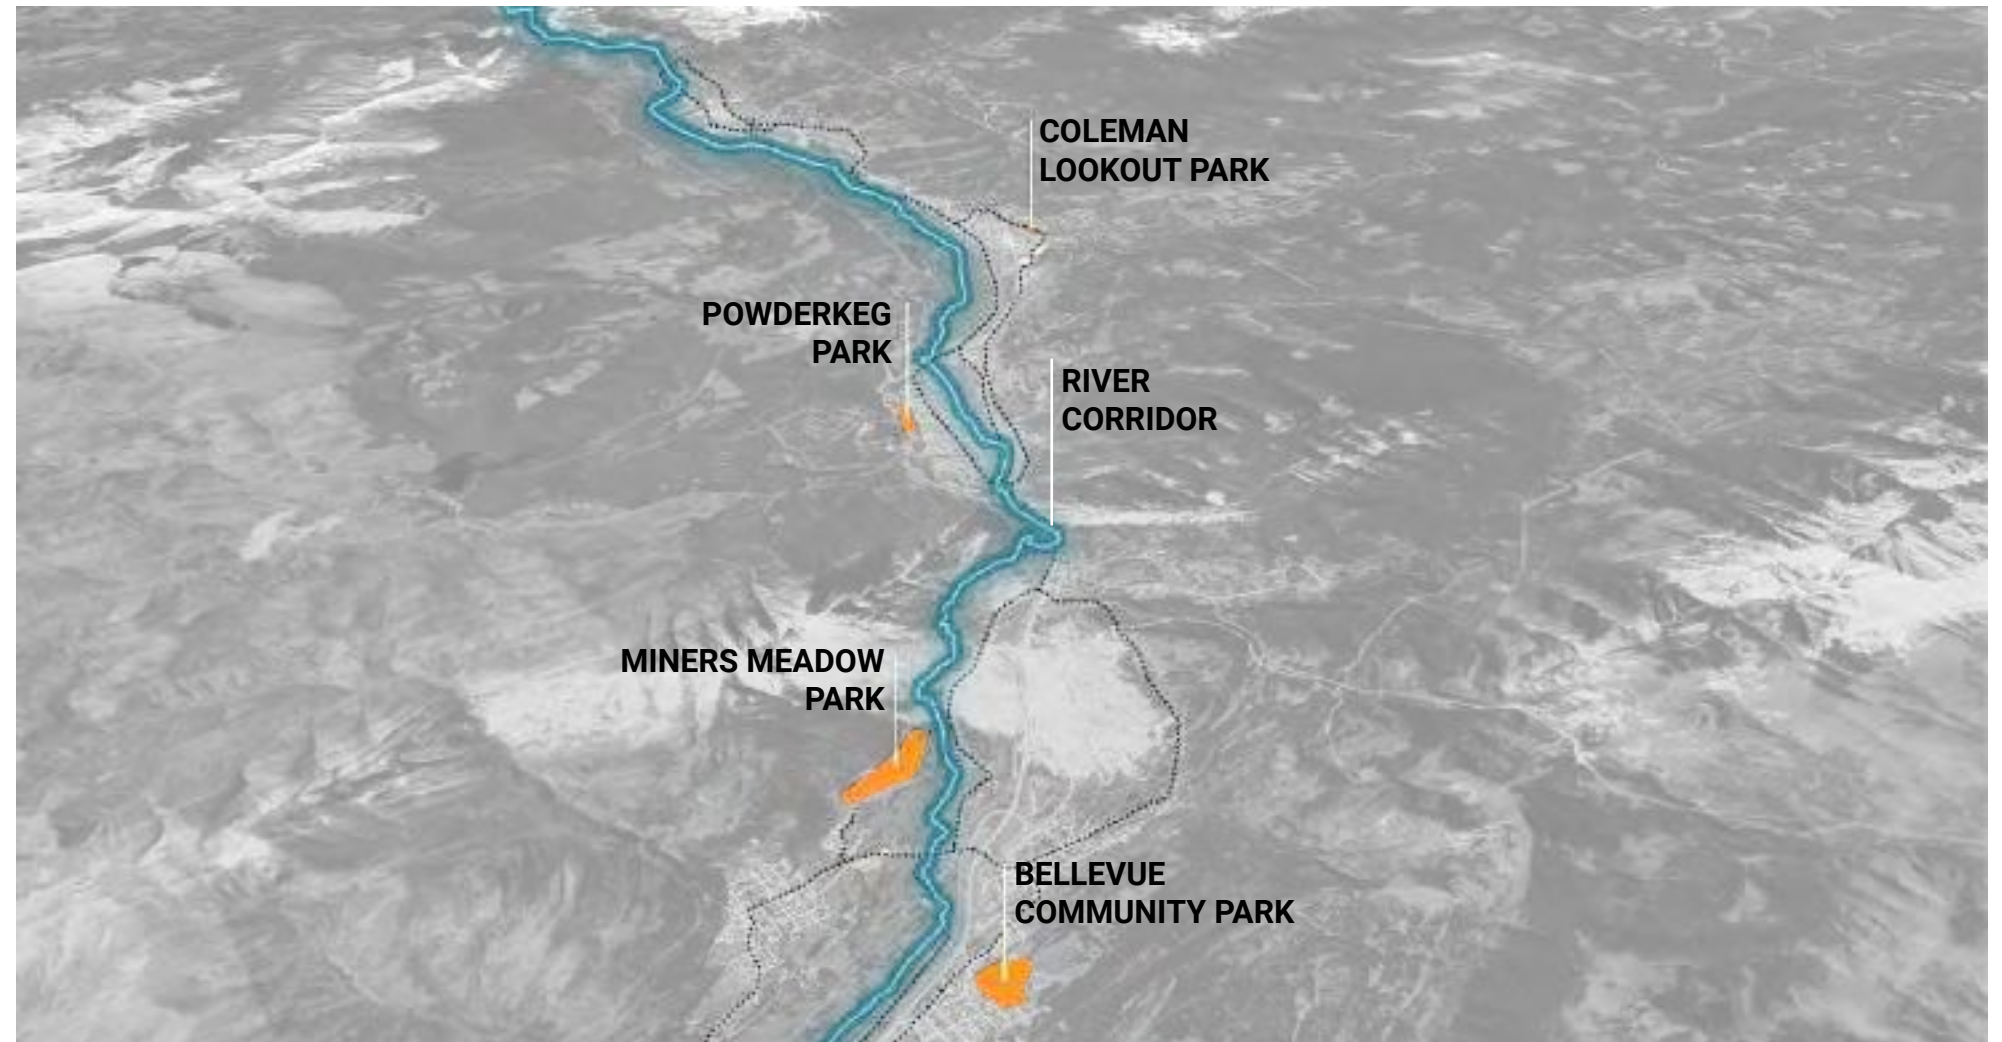 COLEMAN
LOOKOUT PARK
POWDERKEG
PARK
RIVER
CORRIDOR
MINERS MEADOW
PARK
BELLEVUE
COMMUNITY PARK